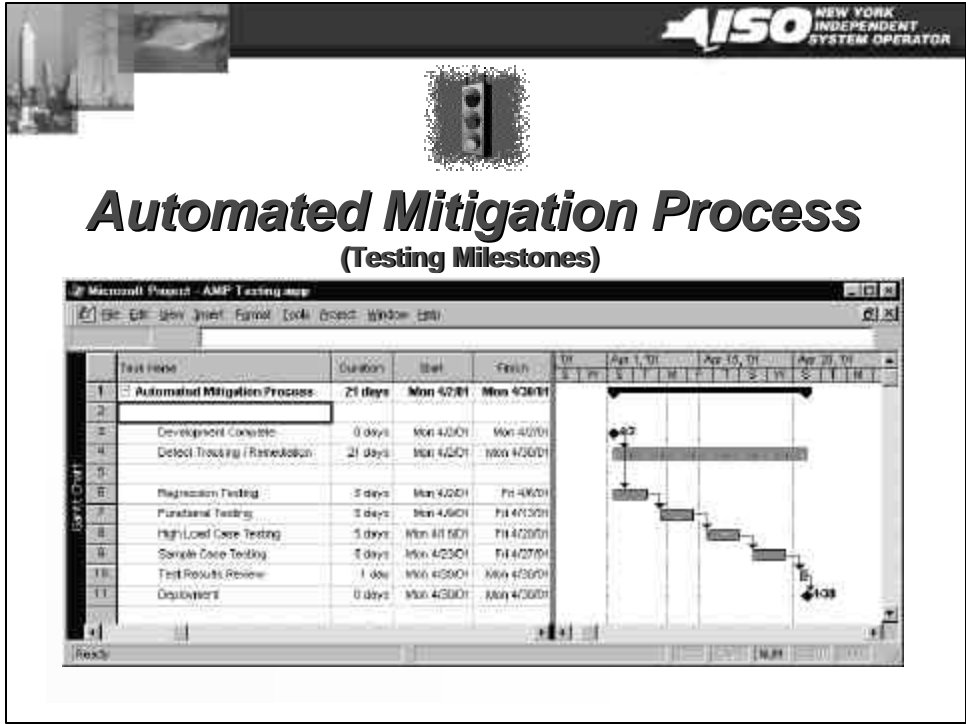 NEW YORK
INDEPENDENT
SYSTEM OPERATOR
ISO
Automated Mitigation Process
(Testing Milestones)
Microsoft Project - AMP Testing.mpp
File Edit View Insert Format Tools Project Window Help
Task Name Duration Start Finish '01 Apr 1, '01 Apr 15, '01 Apr 29, '01
S T M F T S W S T M
1 Automated Mitigation Process 21 days Mon 4/2/01 Mon 4/30/01
2
3 Development Complete 0 days Mon 4/2/01 Mon 4/2/01 4/2
4 Defect Tracking / Remediation 21 days Mon 4/2/01 Mon 4/30/01
5
6 Regression Testing 5 days Mon 4/2/01 Fri 4/6/01
7 Functional Testing 5 days Mon 4/9/01 Fri 4/13/01
8 High Load Case Testing 5 days Mon 4/16/01 Fri 4/20/01
9 Sample Case Testing 5 days Mon 4/23/01 Fri 4/27/01
10 Test Results Review 1 day Mon 4/30/01 Mon 4/30/01
11 Deployment 0 days Mon 4/30/01 Mon 4/30/01 4/30
Gantt Chart
Ready NUM